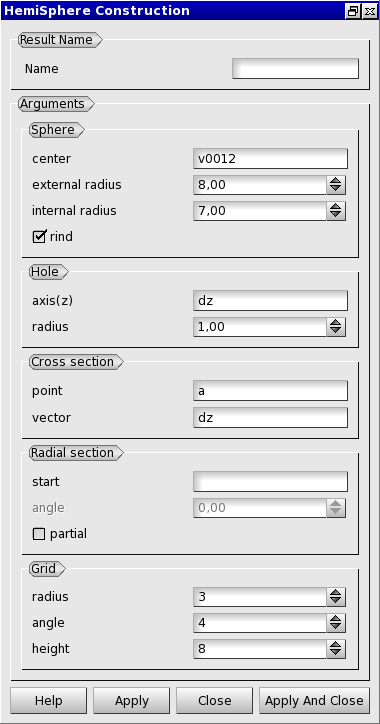 HemiSphere Construction
Result Name
Name
Arguments
Sphere
center v0012
external radius 8,00
internal radius 7,00
rind
Hole
axis(z) dz
radius 1,00
Cross section
point a
vector dz
Radial section
start
angle 0,00
partial
Grid
radius 3
angle 4
height 8
Help Apply Close Apply And Close